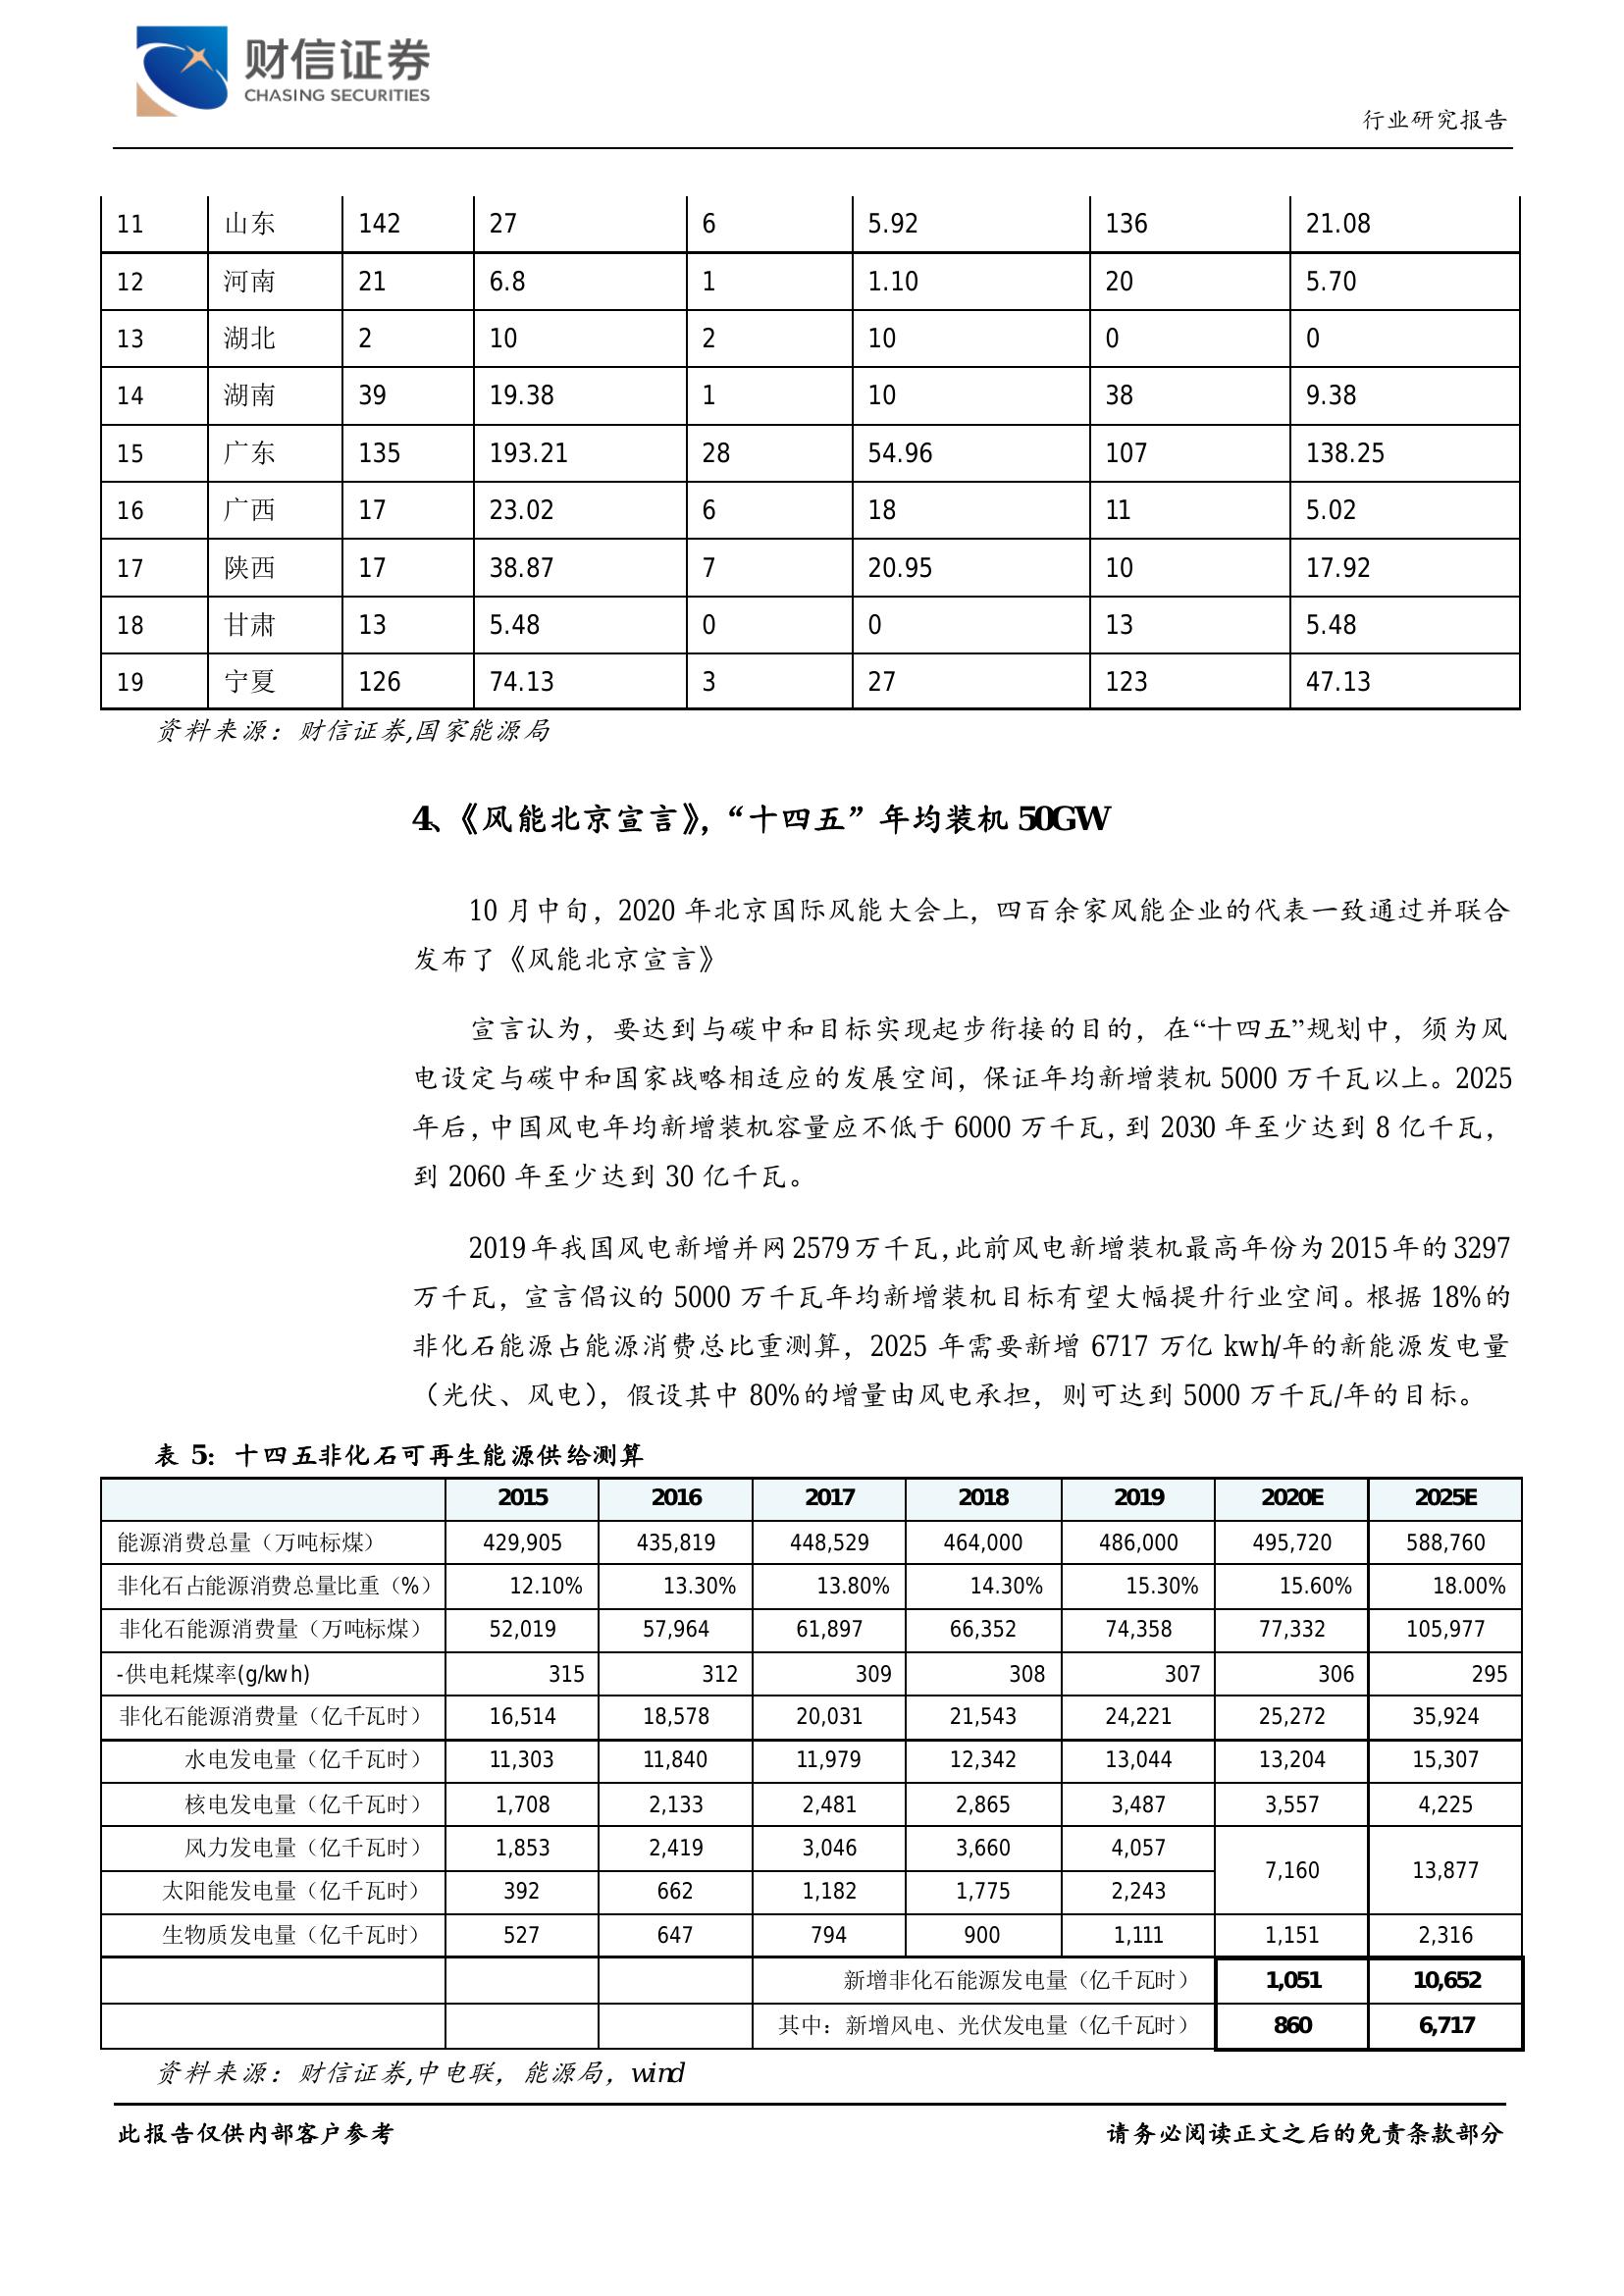 财信证券
CHASING SECURITIES
行业研究报告
11 山东 142 27 6 5.92 136 21.08
12 河南 21 6.8 1 1.10 20 5.70
13 湖北 2 10 2 10 0 0
14 湖南 39 19.38 1 10 38 9.38
15 广东 135 193.21 28 54.96 107 138.25
16 广西 17 23.02 6 18 11 5.02
17 陕西 17 38.87 7 20.95 10 17.92
18 甘肃 13 5.48 0 0 13 5.48
19 宁夏 126 74.13 3 27 123 47.13
资料来源：财信证券,国家能源局
4、《风能北京宣言》，“十四五”年均装机 50GW
10 月中旬，2020 年北京国际风能大会上，四百余家风能企业的代表一致通过并联合
发布了《风能北京宣言》
宣言认为，要达到与碳中和目标实现起步衔接的目的，在“十四五”规划中，须为风
电设定与碳中和国家战略相适应的发展空间，保证年均新增装机 5000 万千瓦以上。2025
年后，中国风电年均新增装机容量应不低于 6000 万千瓦，到 2030 年至少达到 8 亿千瓦，
到 2060 年至少达到 30 亿千瓦。
2019 年我国风电新增并网 2579 万千瓦，此前风电新增装机最高年份为 2015 年的 3297
万千瓦，宣言倡议的 5000 万千瓦年均新增装机目标有望大幅提升行业空间。根据 18%的
非化石能源占能源消费总比重测算，2025 年需要新增 6717 万亿 kwh/年的新能源发电量
（光伏、风电），假设其中 80%的增量由风电承担，则可达到 5000 万千瓦/年的目标。
表 5：十四五非化石可再生能源供给测算
2015 2016 2017 2018 2019 2020E 2025E
能源消费总量（万吨标煤） 429,905 435,819 448,529 464,000 486,000 495,720 588,760
非化石占能源消费总量比重（%） 12.10% 13.30% 13.80% 14.30% 15.30% 15.60% 18.00%
非化石能源消费量（万吨标煤） 52,019 57,964 61,897 66,352 74,358 77,332 105,977
-供电耗煤率(g/kwh) 315 312 309 308 307 306 295
非化石能源消费量（亿千瓦时） 16,514 18,578 20,031 21,543 24,221 25,272 35,924
水电发电量（亿千瓦时） 11,303 11,840 11,979 12,342 13,044 13,204 15,307
核电发电量（亿千瓦时） 1,708 2,133 2,481 2,865 3,487 3,557 4,225
风力发电量（亿千瓦时） 1,853 2,419 3,046 3,660 4,057 7,160 13,877
太阳能发电量（亿千瓦时） 392 662 1,182 1,775 2,243
生物质发电量（亿千瓦时） 527 647 794 900 1,111 1,151 2,316
新增非化石能源发电量（亿千瓦时） 1,051 10,652
其中：新增风电、光伏发电量（亿千瓦时） 860 6,717
资料来源：财信证券,中电联，能源局，wind
此报告仅供内部客户参考 请务必阅读正文之后的免责条款部分